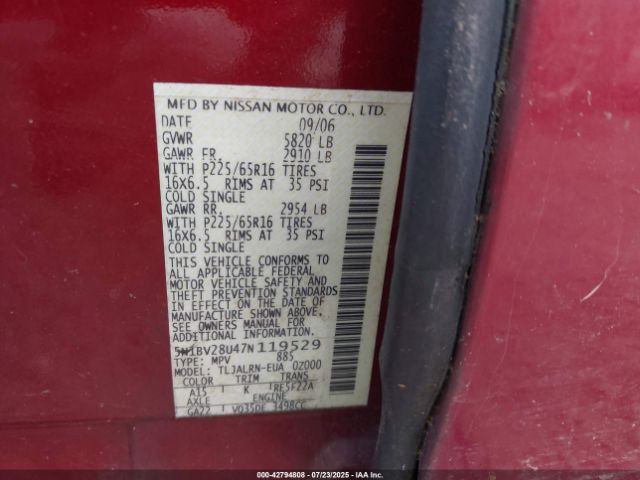 MFD BY NISSAN MOTOR CO., LTD.
DATE 09/06
GVWR 5820 LB
GAWR FR. 2910 LB
WITH P225/65R16 TIRES
16X6.5 RIMS AT 35 PSI
COLD SINGLE
GAWR RR. 2954 LB
WITH P225/65R16 TIRES
16X6.5 RIMS AT 35 PSI
COLD SINGLE
THIS VEHICLE CONFORMS TO
ALL APPLICABLE FEDERAL
MOTOR VEHICLE SAFETY AND
THEFT PREVENTION STANDARDS
IN EFFECT ON THE DATE OF
MANUFACTURE SHOWN ABOVE.
SEE OWNERS MANUAL FOR
ADDITIONAL INFORMATION.
5N1BV28U47N119529
TYPE: MPV 885
MODEL: TLJALRN-EUA 0Z000
COLOR TRIM TRANS
A15 K RE5F22A
AXLE ENGINE
GA22 VQ35DE 3498CC
000-42794808 | 07/23/2025 | IAA Inc.